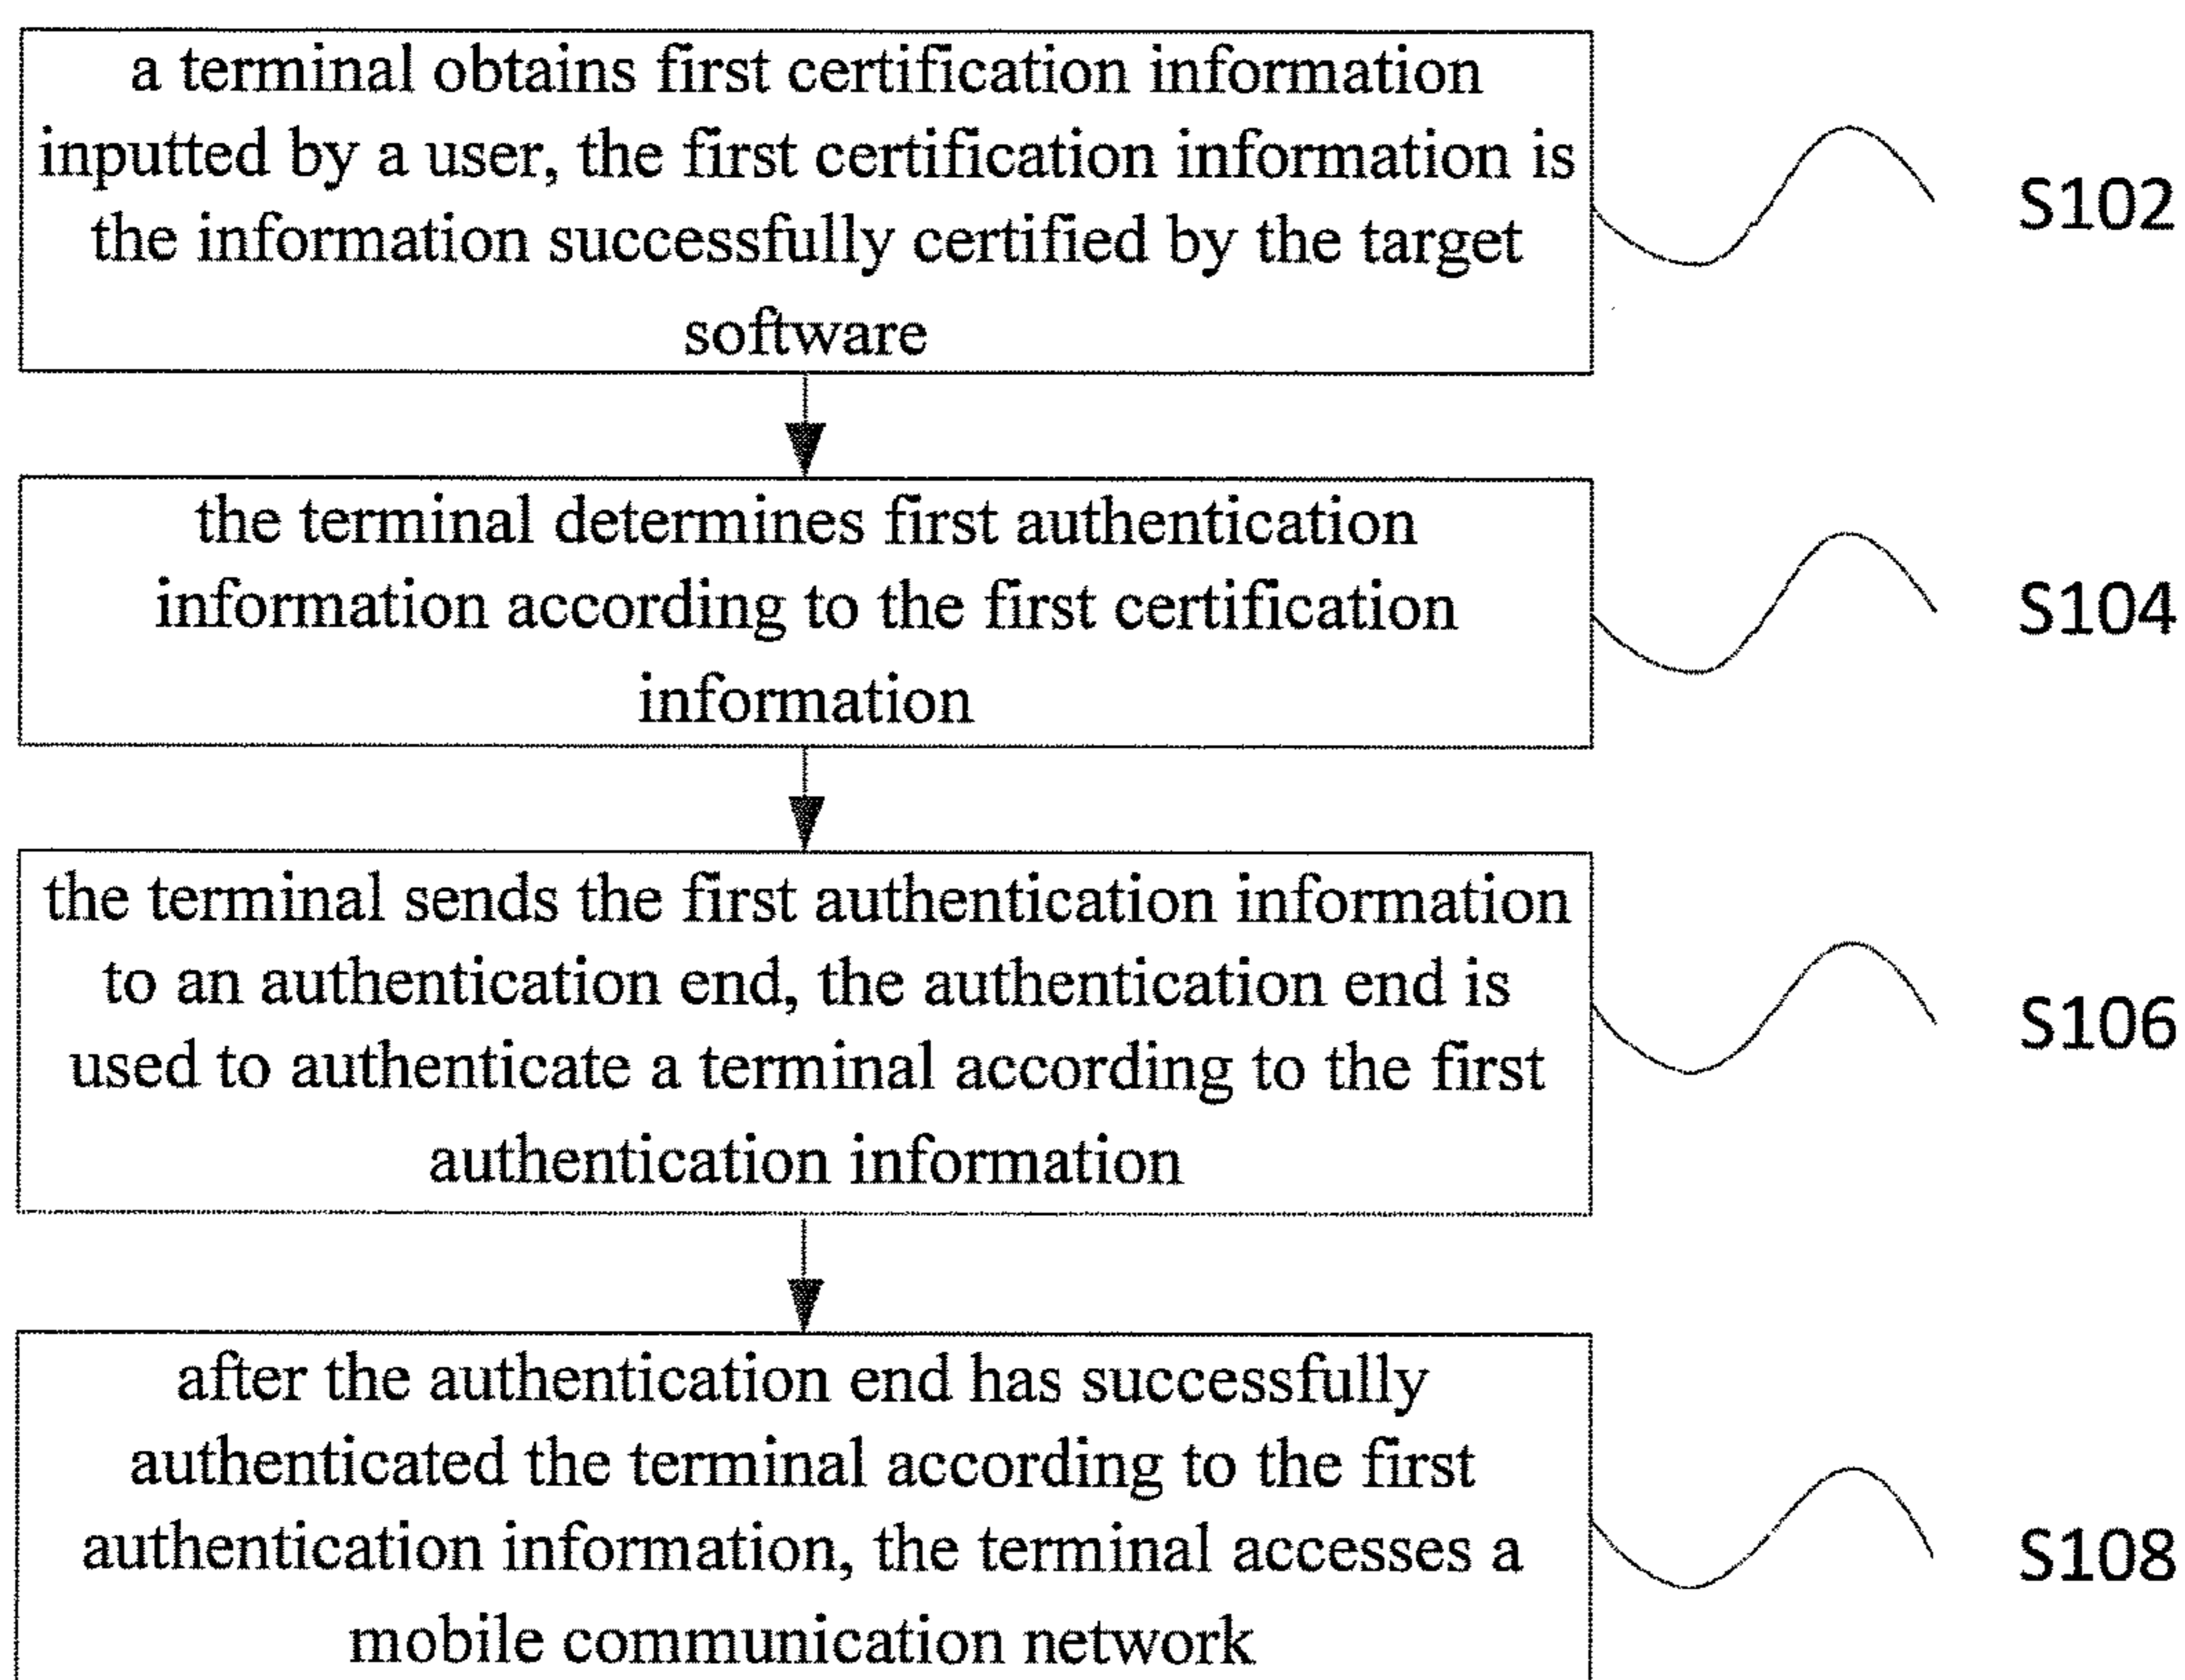 a terminal obtains first certification information
inputted by a user, the first certification information is
the information successfully certified by the target
software
S102
the terminal determines first authentication
information according to the first certification
information
S104
the terminal sends the first authentication information
to an authentication end, the authentication end is
used to authenticate a terminal according to the first
authentication information
S106
after the authentication end has successfully
authenticated the terminal according to the first
authentication information, the terminal accesses a
mobile communication network
S108